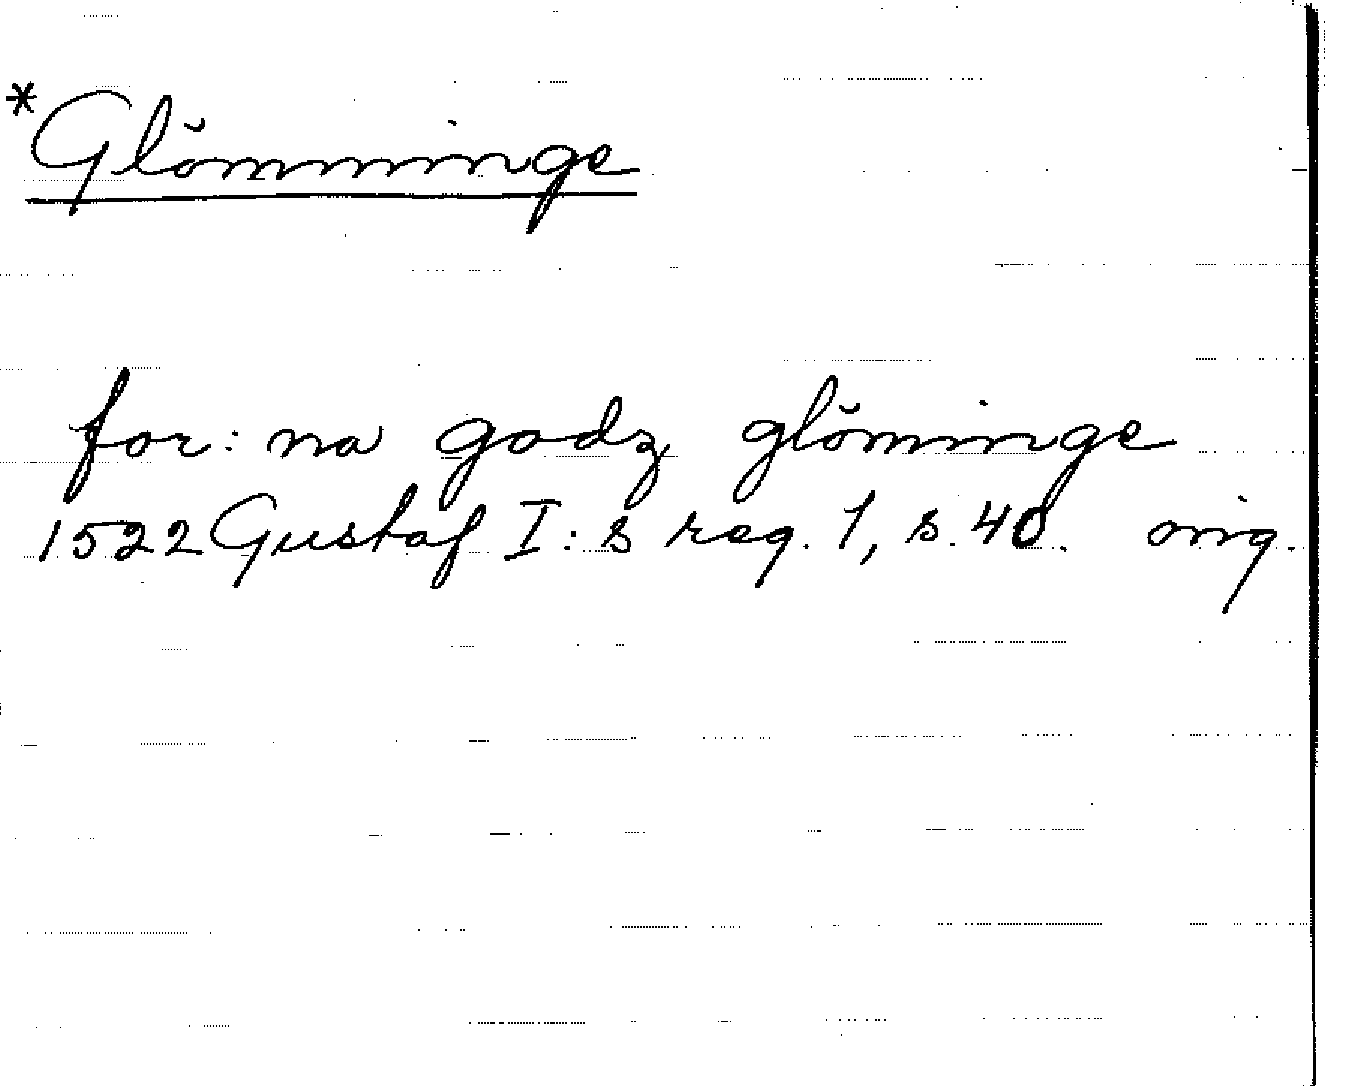 *Glömminge
for: na godz glöminge
1522 Gustaf I:s reg. 1, s. 40. orig.